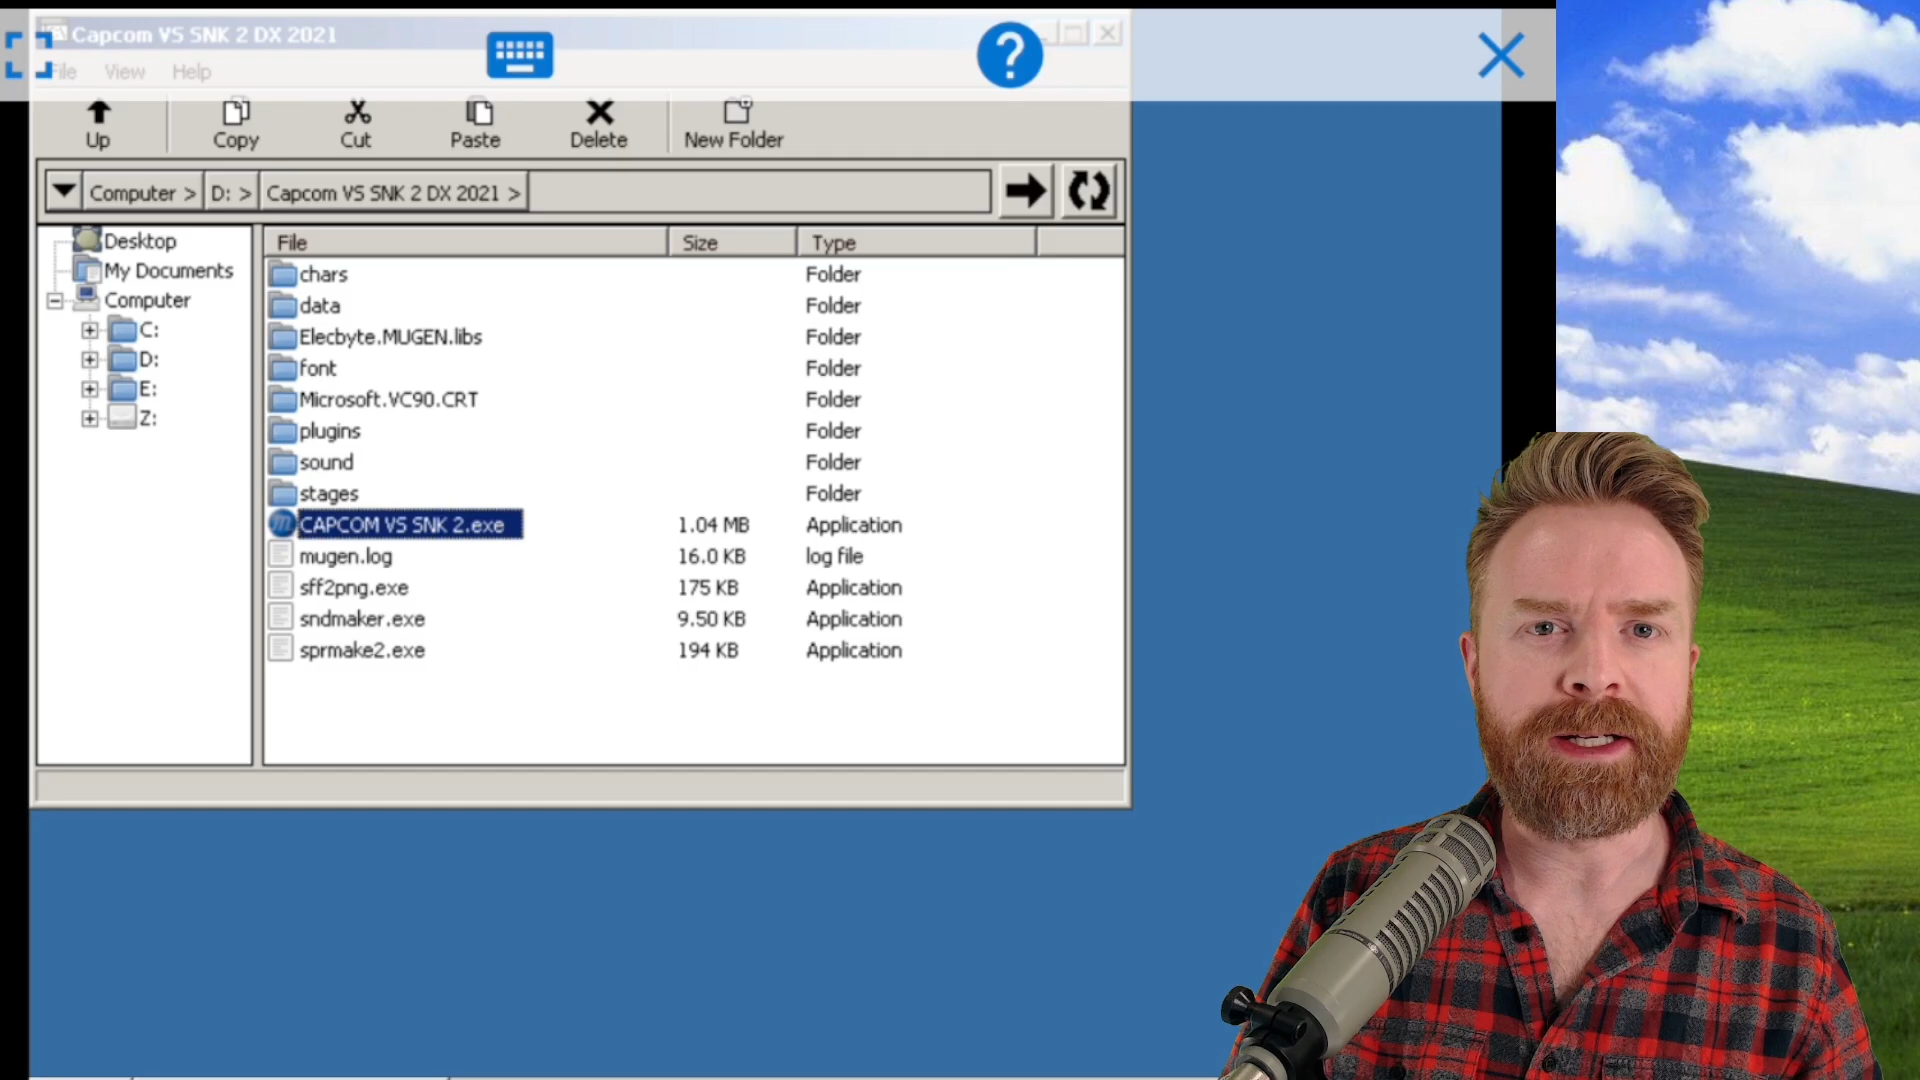 Capcom VS SNK 2 DX 2021
File View Help
Up Copy Cut Paste Delete New Folder
Computer > D: > Capcom VS SNK 2 DX 2021 >
Desktop
My Documents
Computer
C:
D:
E:
Z:
File Size Type
chars Folder
data Folder
Elecbyte.MUGEN.libs Folder
font Folder
Microsoft.VC90.CRT Folder
plugins Folder
sound Folder
stages Folder
CAPCOM VS SNK 2.exe 1.04 MB Application
mugen.log 16.0 KB log file
sff2png.exe 175 KB Application
sndmaker.exe 9.50 KB Application
sprmake2.exe 194 KB Application